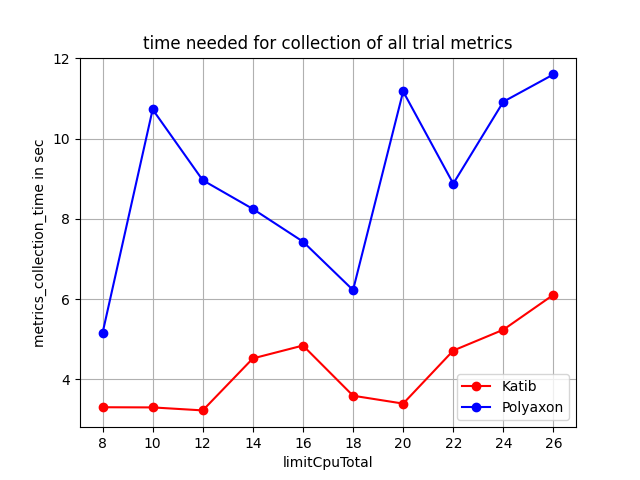 time needed for collection of all trial metrics
metrics_collection_time in sec
12
10
8
6
4
8 10 12 14 16 18 20 22 24 26
limitCpuTotal
Katib
Polyaxon